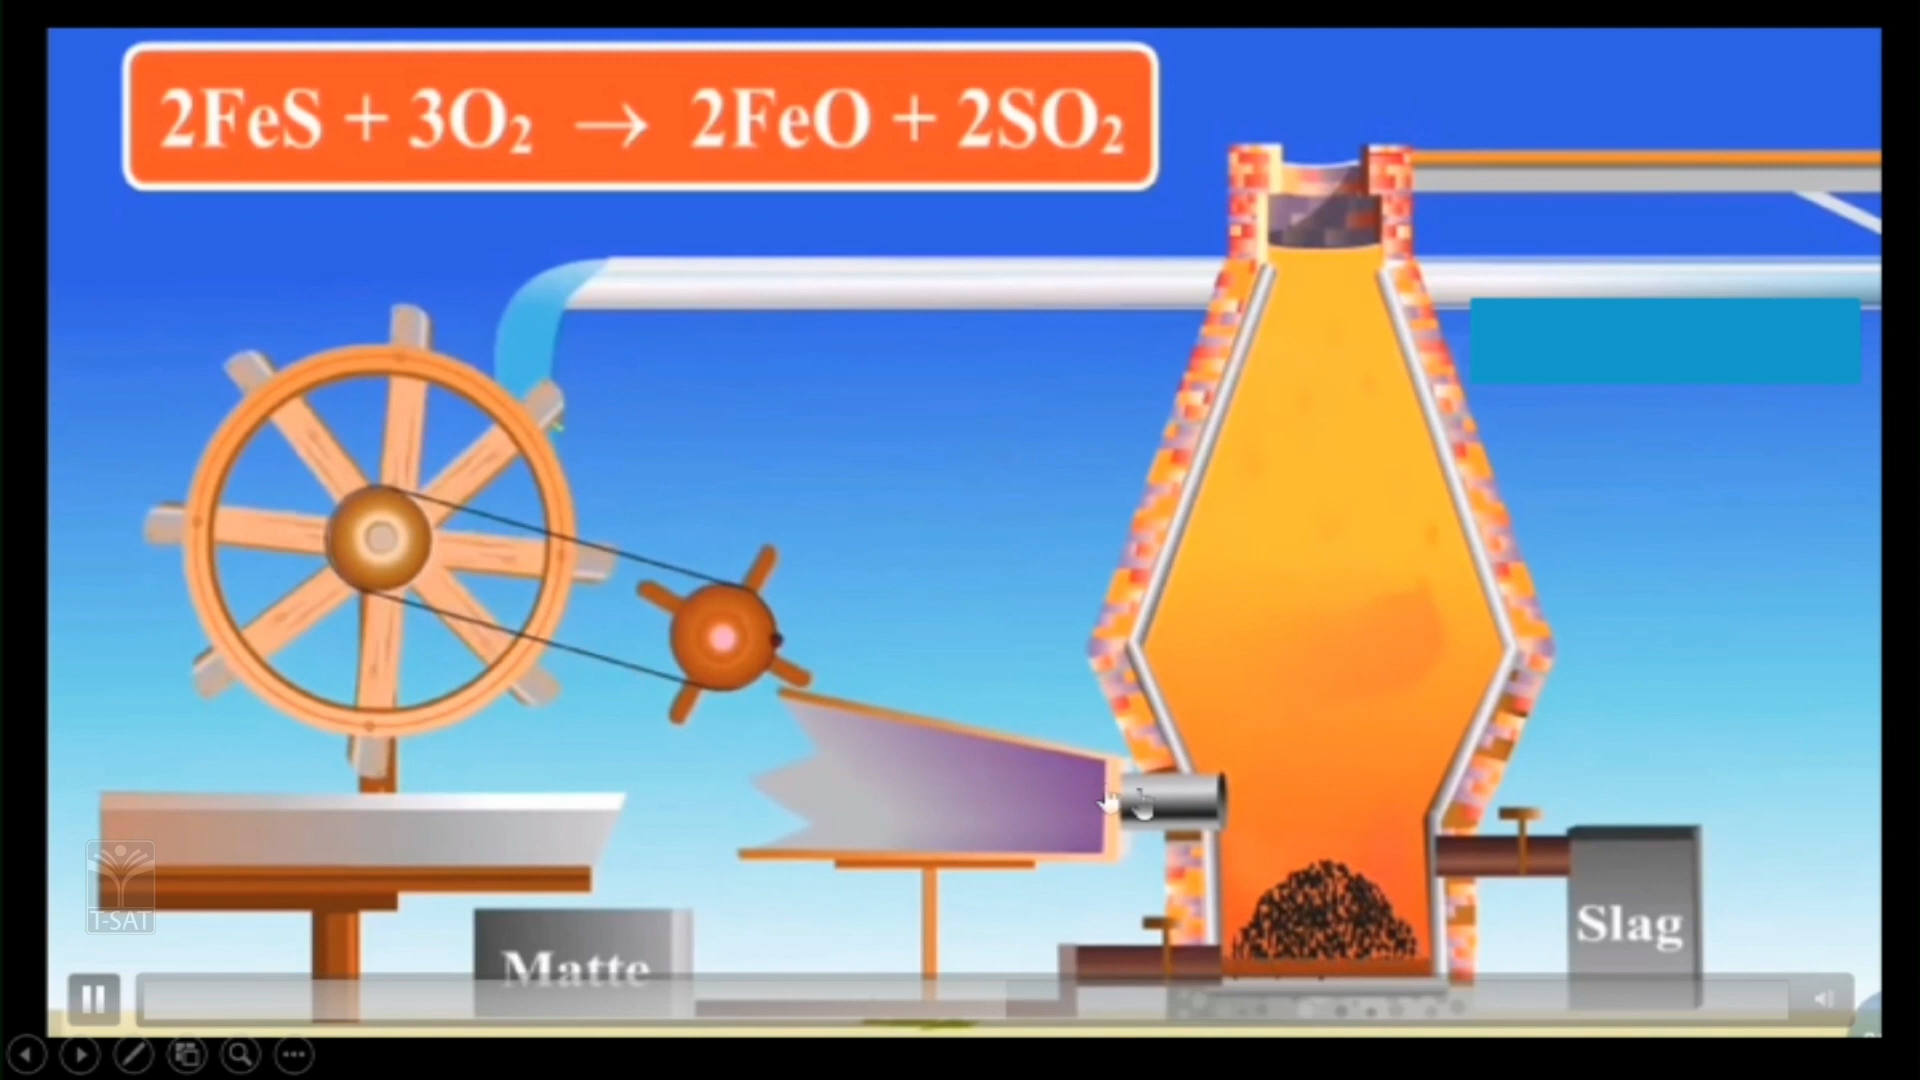 2FeS + 3O₂ → 2FeO + 2SO₂
Slag
Matte
T-SAT